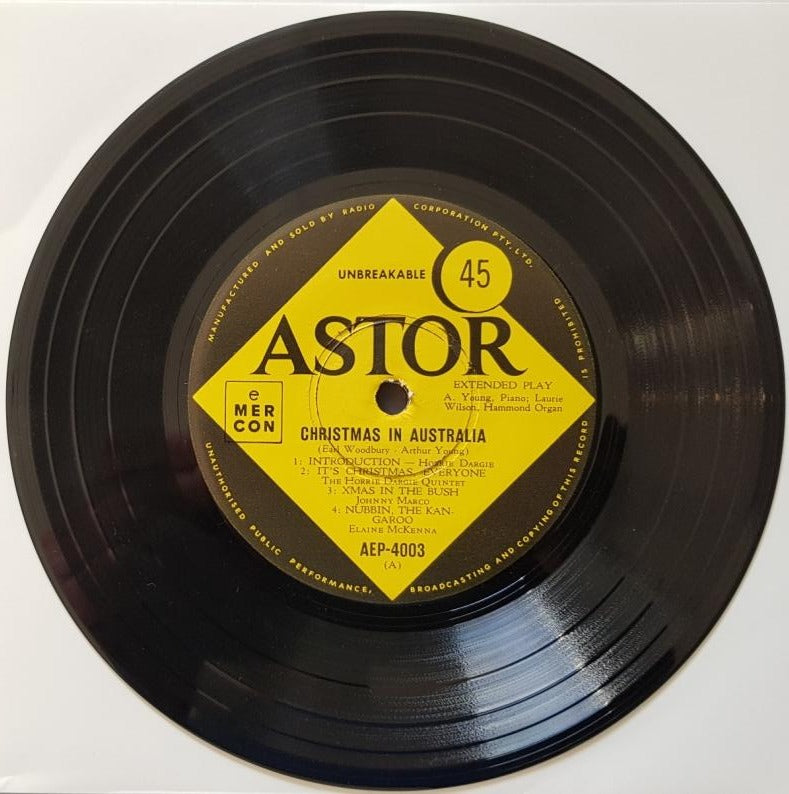 MANUFACTURED AND SOLD BY RADIO CORPORATION PTY. LTD.
UNBREAKABLE
45
ASTOR
EXTENDED PLAY
A. Young, Piano; Laurie
Wilson, Hammond Organ
e
MER
CON
CHRISTMAS IN AUSTRALIA
(Earl Woodbury - Arthur Young)
1: INTRODUCTION — Horrie Dargie
2: IT'S CHRISTMAS, EVERYONE
The Horrie Dargie Quintet
3: XMAS IN THE BUSH
Johnny Marco
4: NUBBIN, THE KAN-
GAROO
Elaine McKenna
AEP-4003
(A)
UNAUTHORISED PUBLIC PERFORMANCE, BROADCASTING AND COPYING OF THIS RECORD IS PROHIBITED